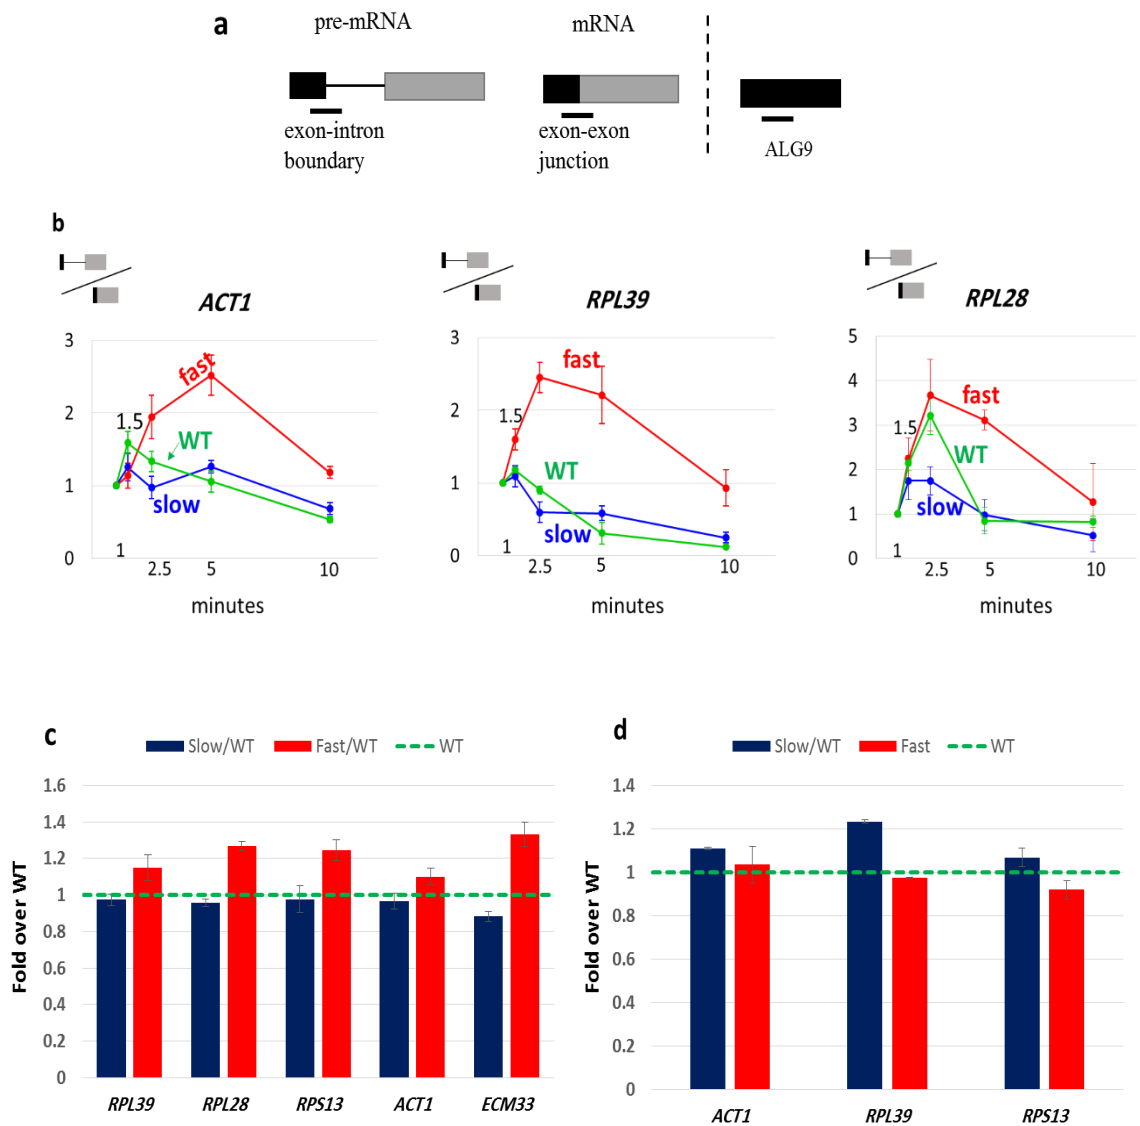 a
pre-mRNA
mRNA
exon-intron
boundary
exon-exon
junction
ALG9
b
ACT1
3
2
1
0
1.5
1
fast
WT
slow
2.5 5 10
minutes
RPL39
3
2
1
0
1.5
1
fast
WT
slow
2.5 5 10
minutes
RPL28
5
4
3
2
1
0
1.5
1
fast
WT
slow
2.5 5 10
minutes
c
Slow/WT Fast/WT WT
Fold over WT
1.6
1.4
1.2
1
0.8
0.6
0.4
0.2
0
RPL39 RPL28 RPS13 ACT1 ECM33
d
Slow/WT Fast WT
Fold over WT
1.4
1.2
1
0.8
0.6
0.4
0.2
0
ACT1 RPL39 RPS13